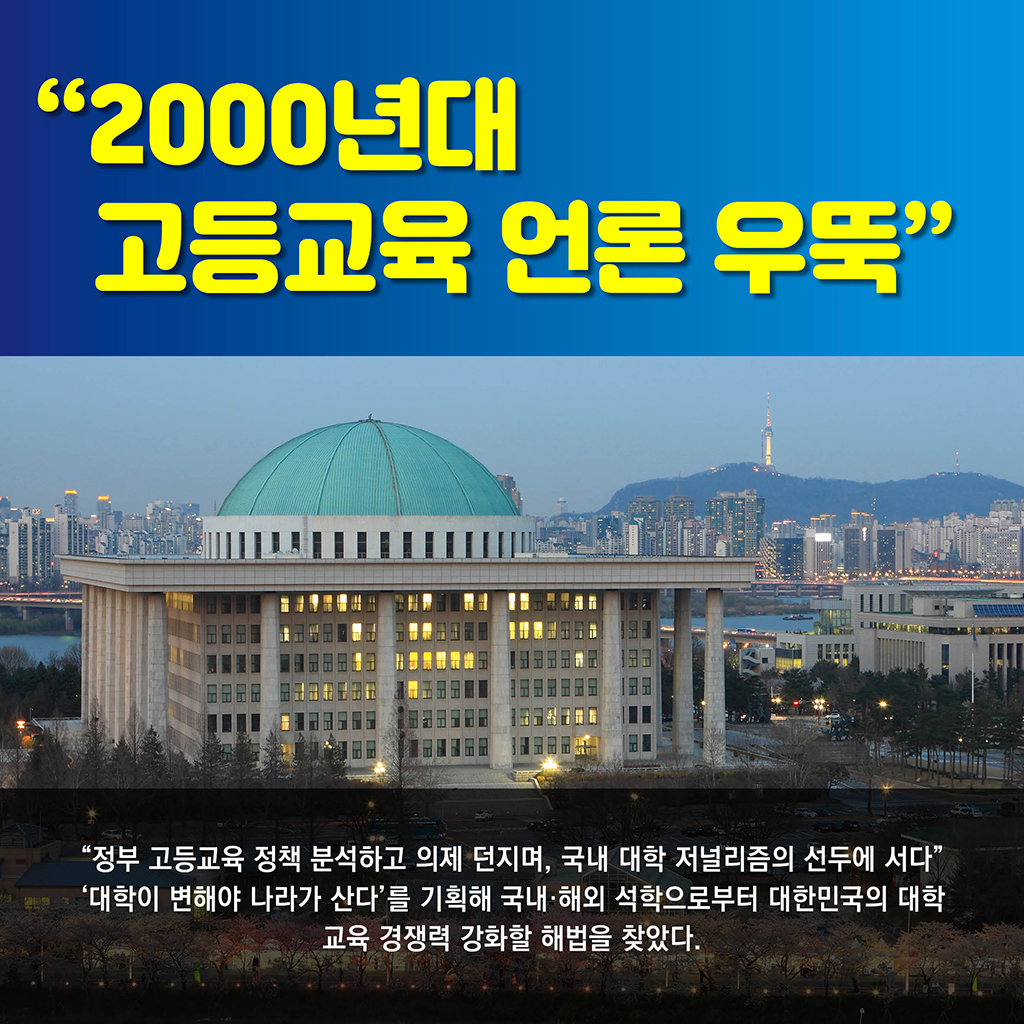 “2000년대
고등교육 언론 우뚝”
“정부 고등교육 정책 분석하고 의제 던지며, 국내 대학 저널리즘의 선두에 서다”
‘대학이 변해야 나라가 산다’를 기획해 국내·해외 석학으로부터 대한민국의 대학
교육 경쟁력 강화할 해법을 찾았다.